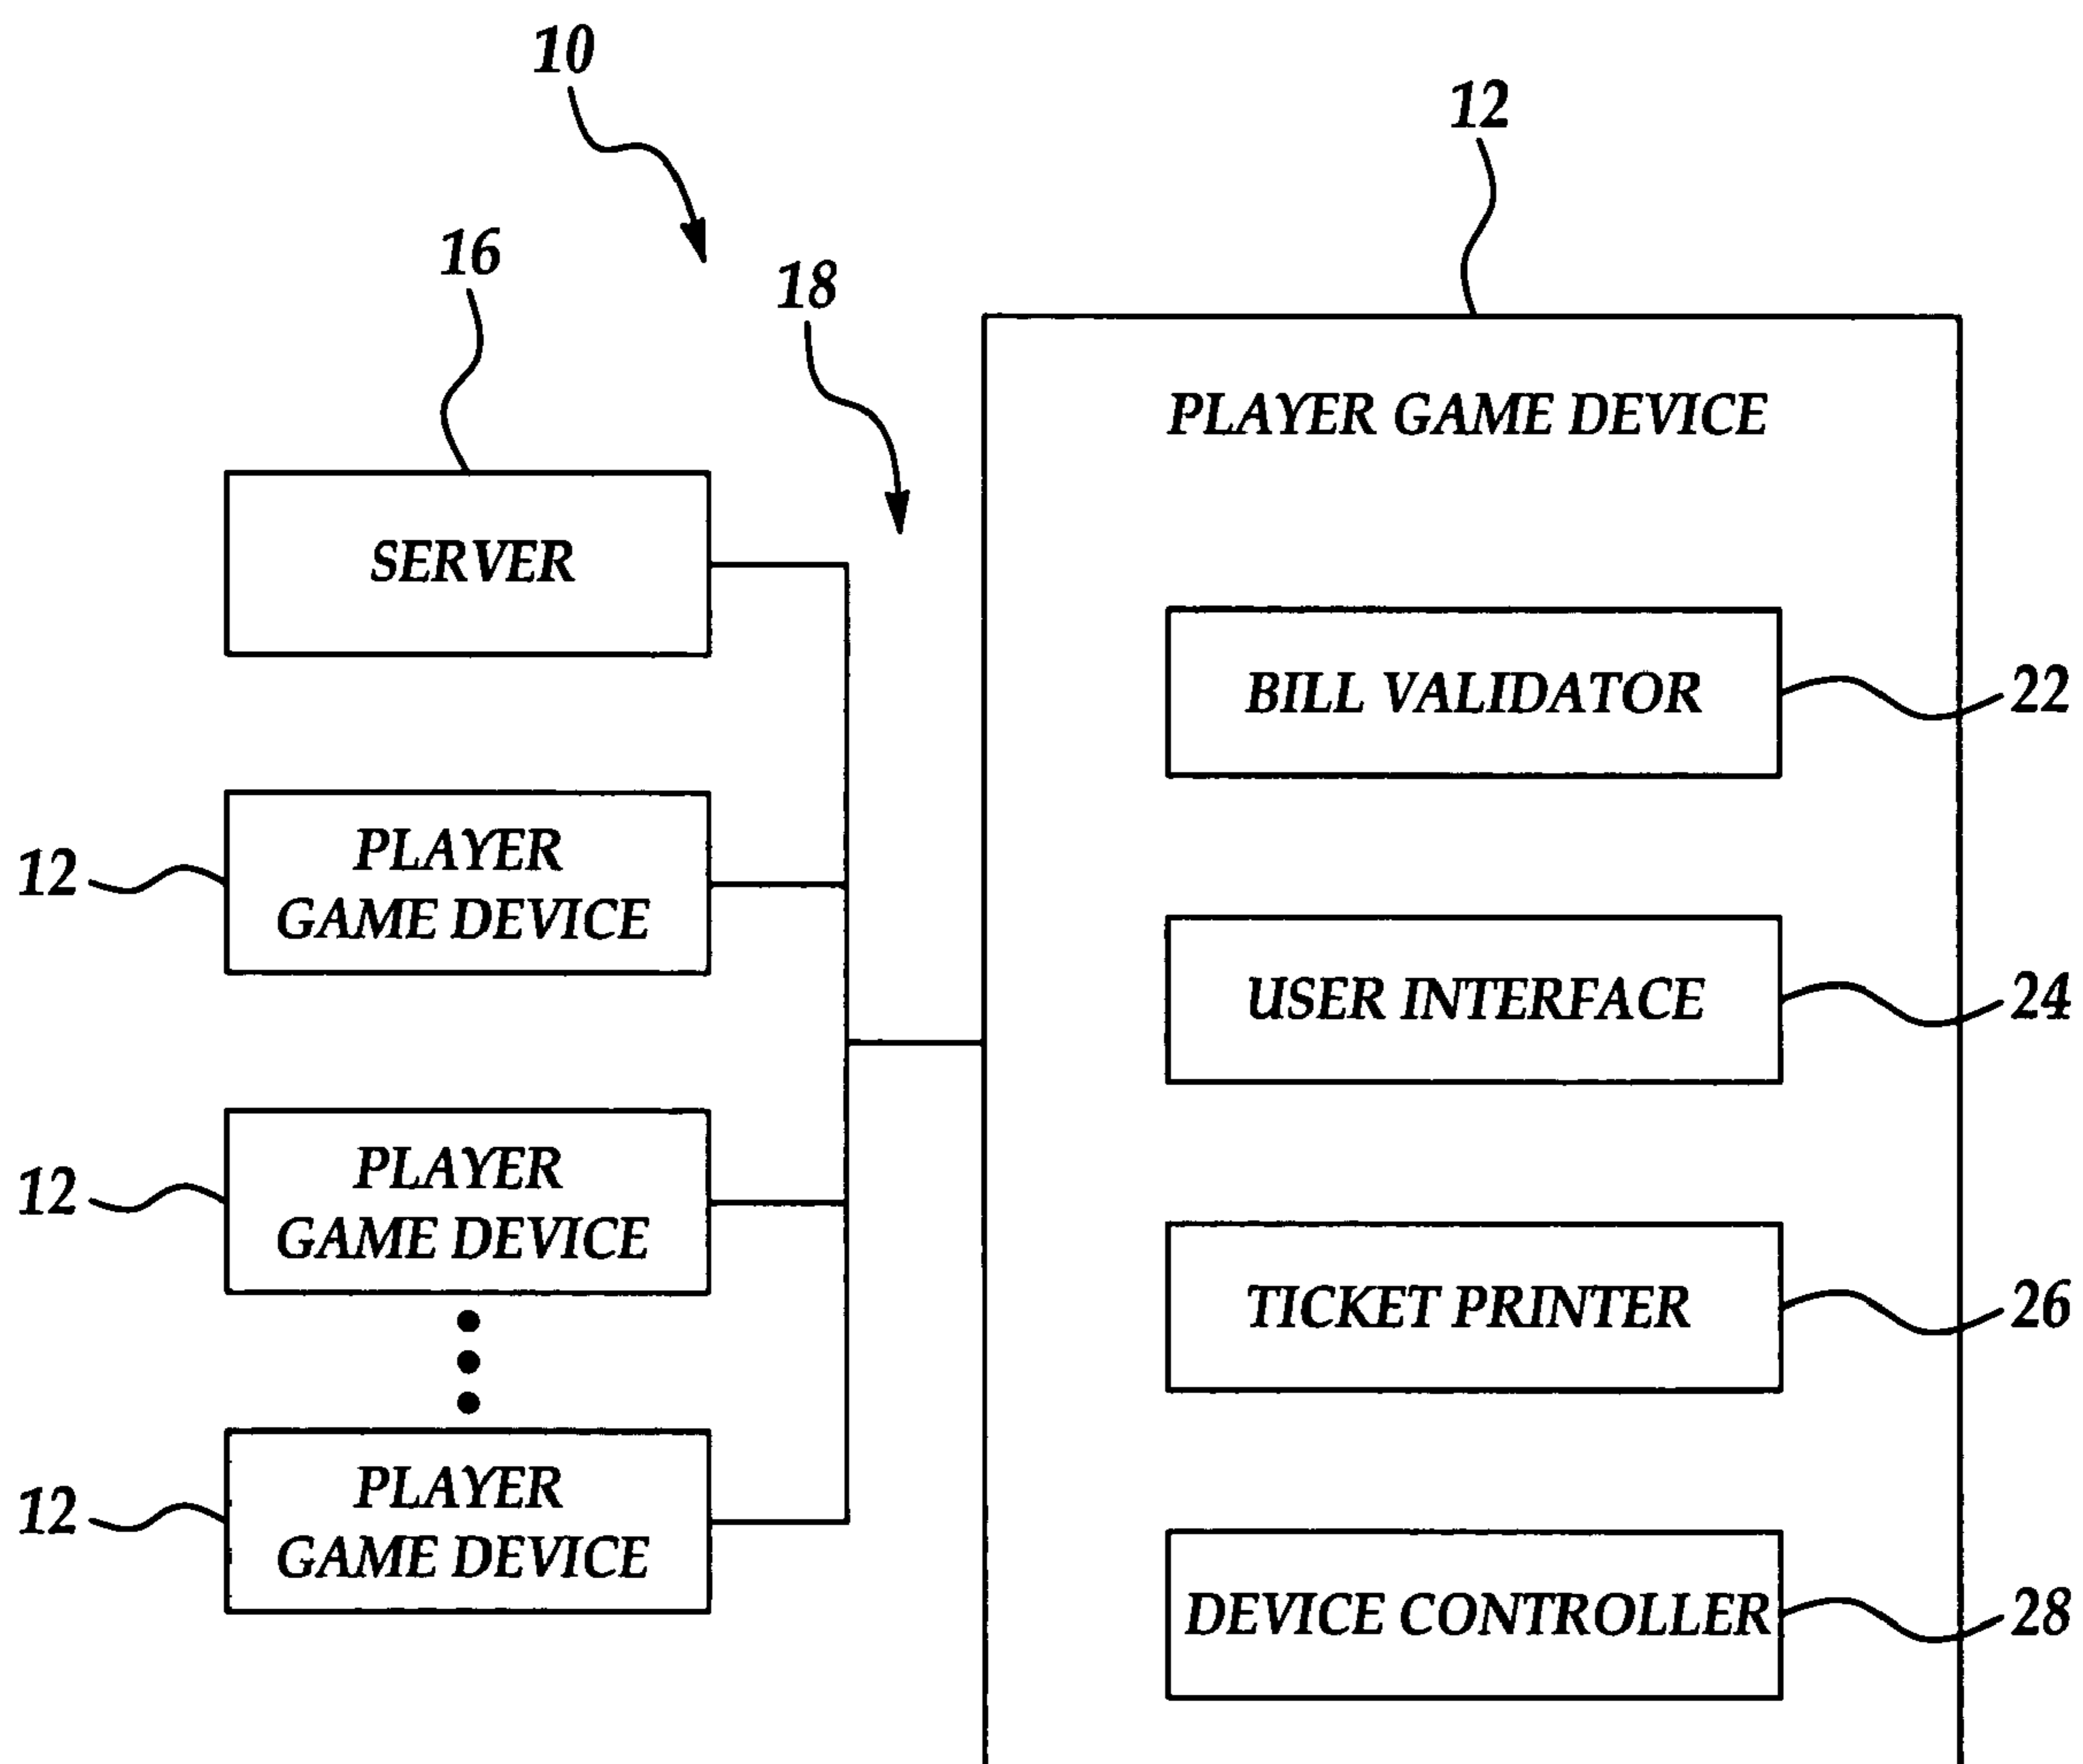 10
12
16
18
PLAYER GAME DEVICE
SERVER
BILL VALIDATOR
22
12
PLAYER
GAME DEVICE
USER INTERFACE
24
12
PLAYER
GAME DEVICE
TICKET PRINTER
26
12
PLAYER
GAME DEVICE
DEVICE CONTROLLER
28